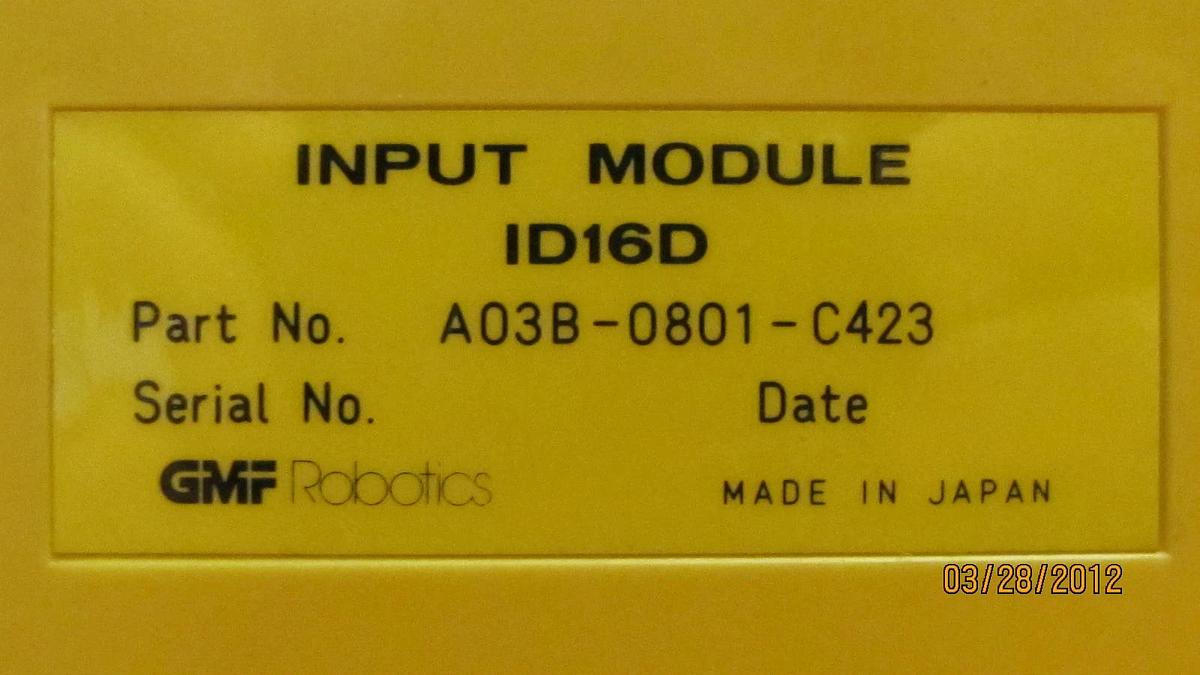 INPUT MODULE
ID16D
Part No. A03B-0801-C423
Serial No. Date
GMF Robotics MADE IN JAPAN
03/28/2012